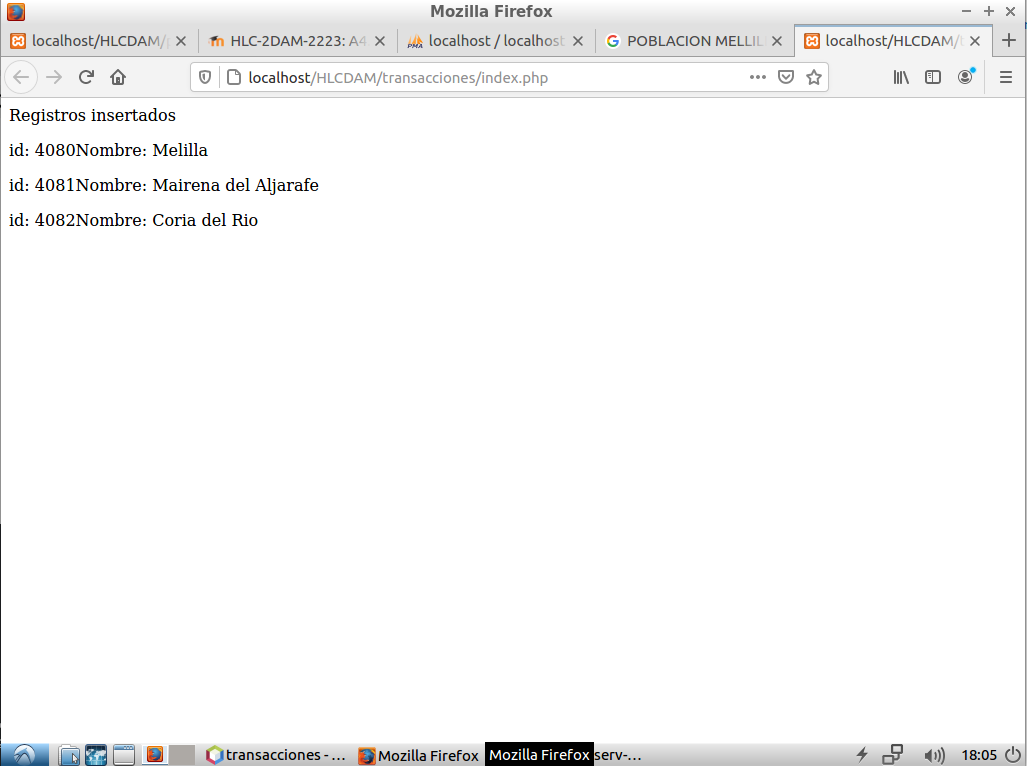 Mozilla Firefox
localhost/HLCDAM/
HLC-2DAM-2223: A4
localhost / localhost
POBLACION MELLIL
localhost/HLCDAM/t
localhost/HLCDAM/transacciones/index.php
Registros insertados
id: 4080Nombre: Melilla
id: 4081Nombre: Mairena del Aljarafe
id: 4082Nombre: Coria del Rio
transacciones - ... Mozilla Firefox Mozilla Firefox serv-... 18:05